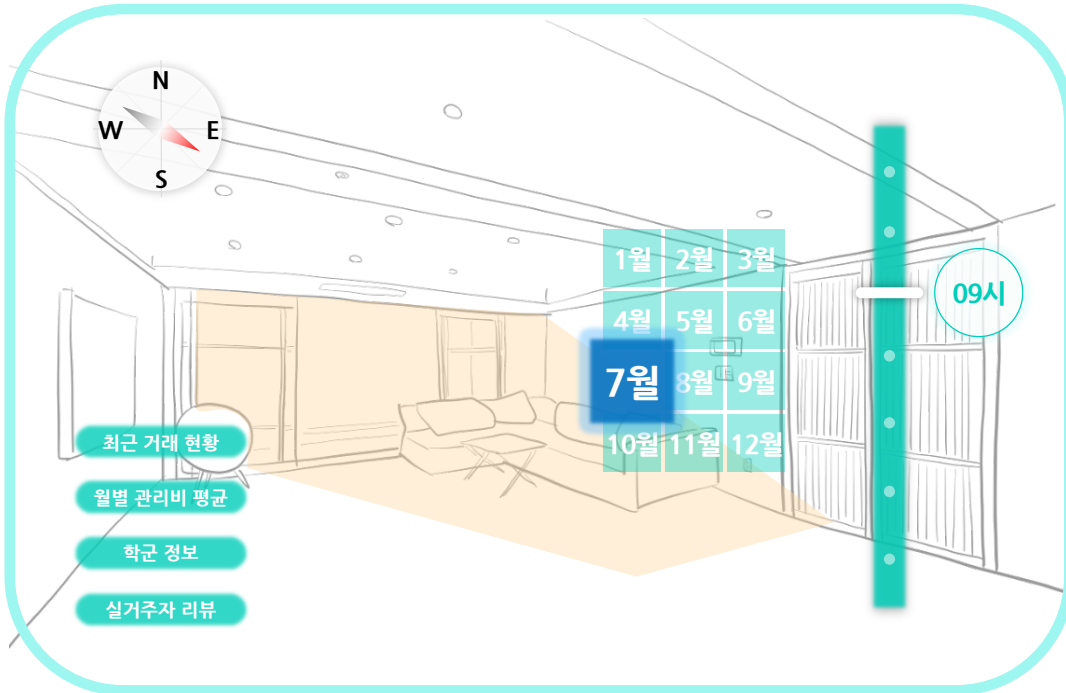 N
W E
S
1월 2월 3월
4월 5월 6월
7월 8월 9월
10월 11월 12월
09시
최근 거래 현황
월별 관리비 평균
학군 정보
실거주자 리뷰